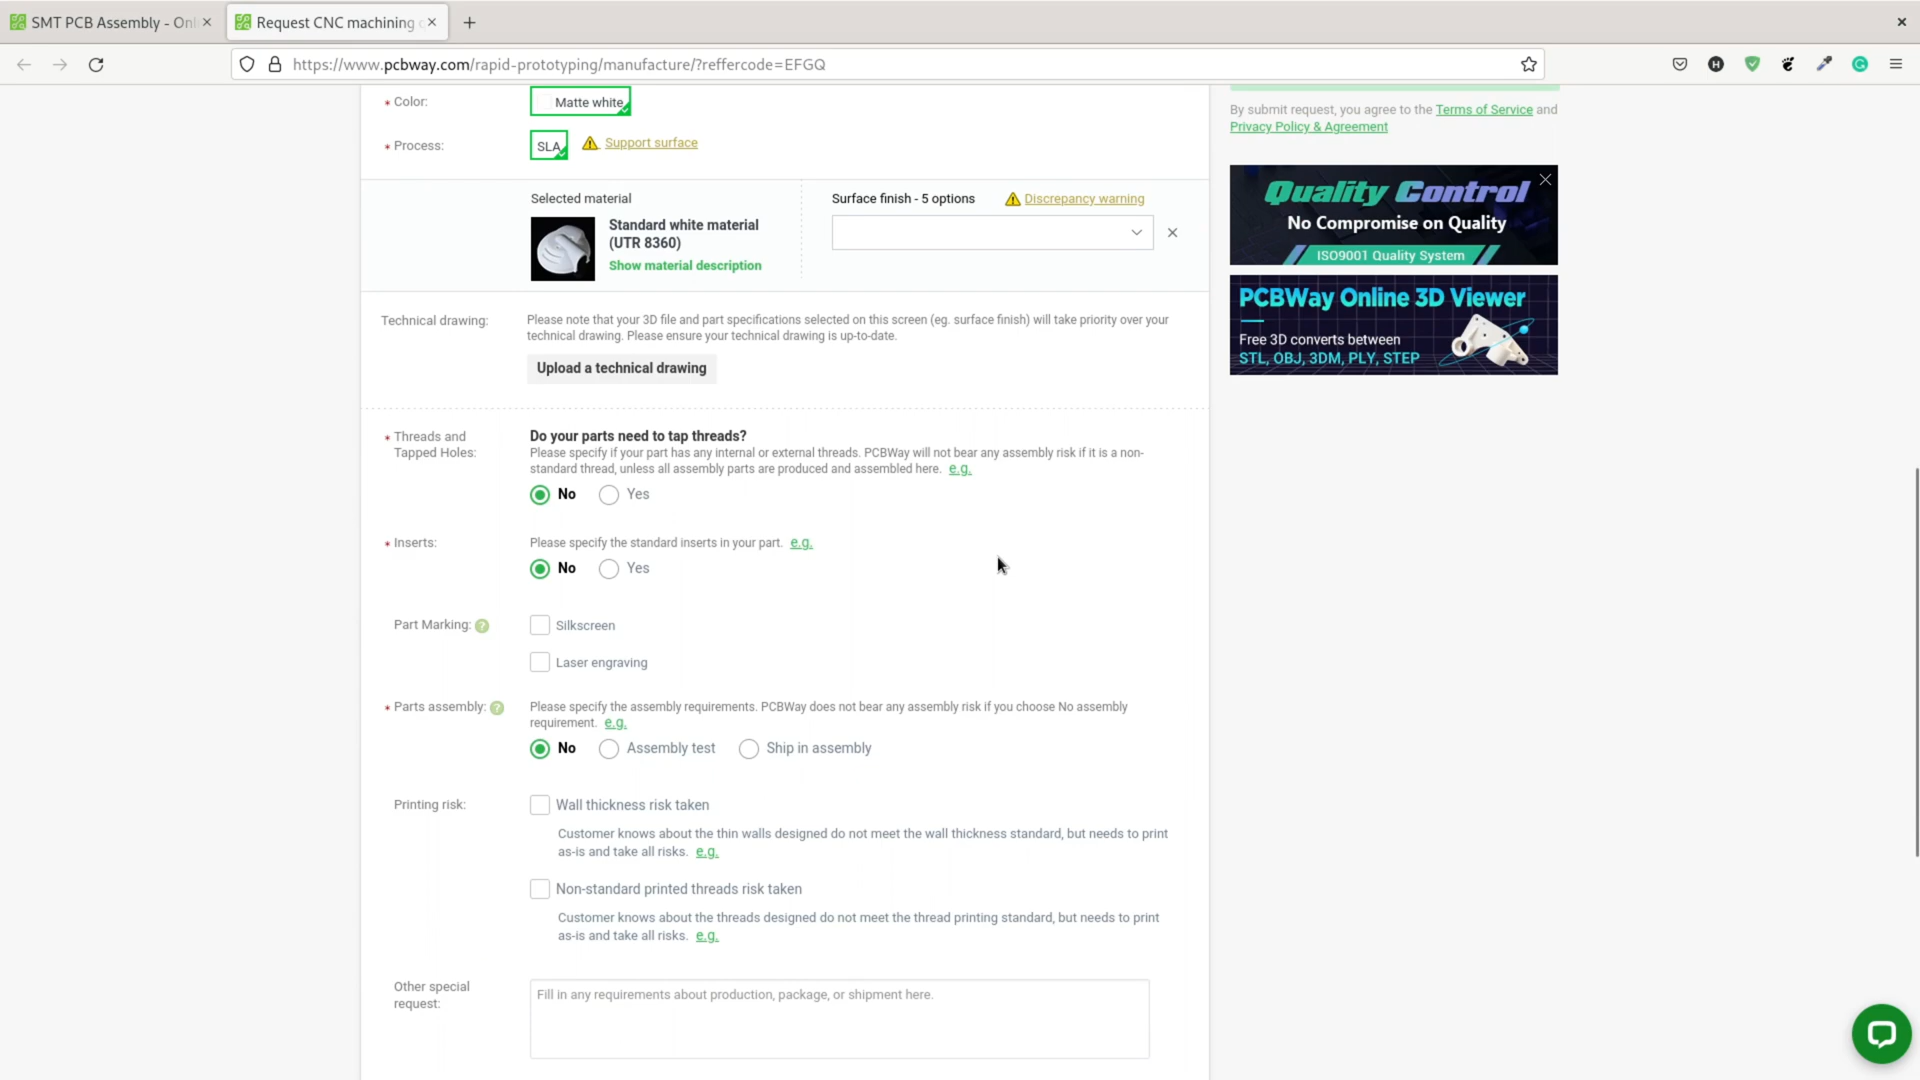 SMT PCB Assembly - Onl
Request CNC machining
https://www.pcbway.com/rapid-prototyping/manufacture/?reffercode=EFGQ
* Color:
Matte white
* Process:
SLA
Support surface
Selected material
Standard white material
(UTR 8360)
Show material description
Surface finish - 5 options
Discrepancy warning
Technical drawing:
Please note that your 3D file and part specifications selected on this screen (eg. surface finish) will take priority over your
technical drawing. Please ensure your technical drawing is up-to-date.
Upload a technical drawing
* Threads and
Tapped Holes:
Do your parts need to tap threads?
Please specify if your part has any internal or external threads. PCBWay will not bear any assembly risk if it is a non-
standard thread, unless all assembly parts are produced and assembled here. e.g.
No
Yes
* Inserts:
Please specify the standard inserts in your part. e.g.
No
Yes
Part Marking: ?
Silkscreen
Laser engraving
* Parts assembly: ?
Please specify the assembly requirements. PCBWay does not bear any assembly risk if you choose No assembly
requirement. e.g.
No
Assembly test
Ship in assembly
Printing risk:
Wall thickness risk taken
Customer knows about the thin walls designed do not meet the wall thickness standard, but needs to print
as-is and take all risks. e.g.
Non-standard printed threads risk taken
Customer knows about the threads designed do not meet the thread printing standard, but needs to print
as-is and take all risks. e.g.
Other special
request:
Fill in any requirements about production, package, or shipment here.
By submit request, you agree to the Terms of Service and
Privacy Policy & Agreement
Quality Control
No Compromise on Quality
ISO9001 Quality System
PCBWay Online 3D Viewer
Free 3D converts between
STL, OBJ, 3DM, PLY, STEP